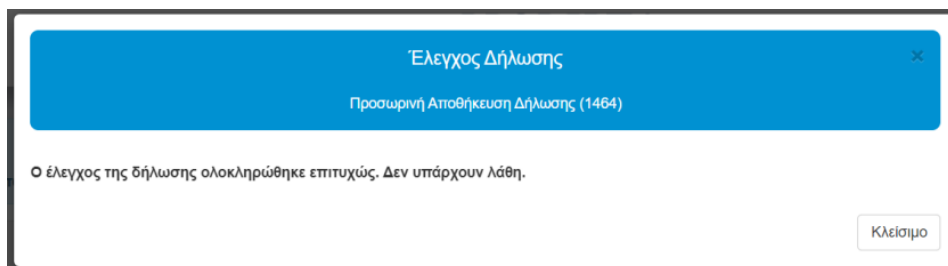 Έλεγχος Δήλωσης
×
Προσωρινή Αποθήκευση Δήλωσης (1464)
Ο έλεγχος της δήλωσης ολοκληρώθηκε επιτυχώς. Δεν υπάρχουν λάθη.
Κλείσιμο